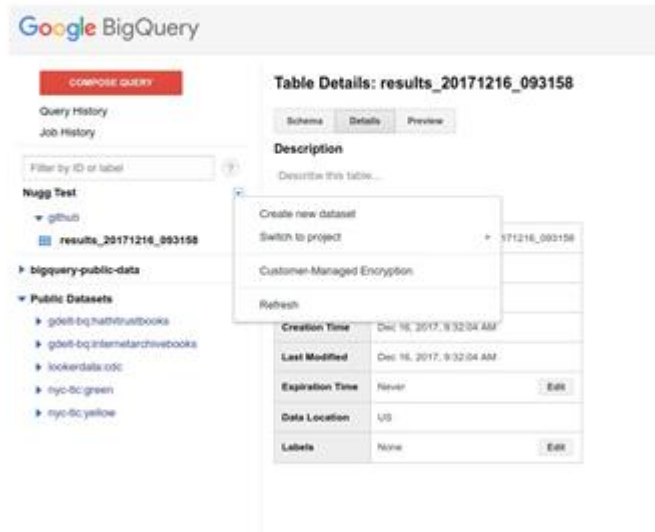 Google BigQuery
COMPOSE QUERY
Query History
Job History
Filter by ID or label
?
Nugg Test
github
results_20171216_093158
bigquery-public-data
Public Datasets
gdelt-bq:hathitrustbooks
gdelt-bq:internetarchivebooks
lookerdata:cdc
nyc-tlc:green
nyc-tlc:yellow
Table Details: results_20171216_093158
Schema Details Preview
Description
Describe this table...
Create new dataset
Switch to project
171216_093158
Customer-Managed Encryption
Refresh
Creation Time Dec 16, 2017, 9:32:04 AM
Last Modified Dec 16, 2017, 9:32:04 AM
Expiration Time Never Edit
Data Location US
Labels None Edit